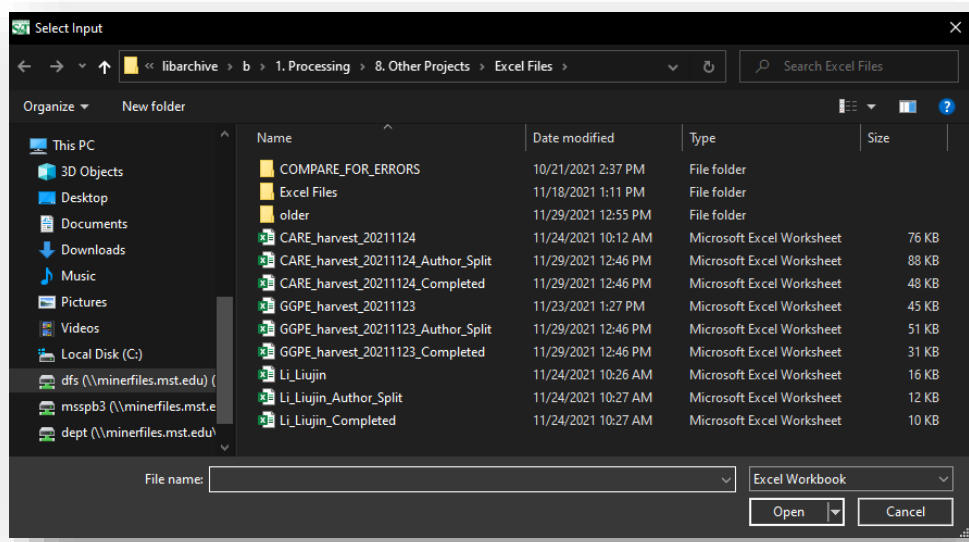 Select Input
« libarchive > b > 1. Processing > 8. Other Projects > Excel Files >
Search Excel Files
Organize New folder
Name Date modified Type Size
This PC
3D Objects
Desktop
Documents
Downloads
Music
Pictures
Videos
Local Disk (C:)
dfs (\\minerfiles.mst.edu) (
msspb3 (\\minerfiles.mst.e
dept (\\minerfiles.mst.edu\
COMPARE_FOR_ERRORS 10/21/2021 2:37 PM File folder
Excel Files 11/18/2021 1:11 PM File folder
older 11/29/2021 12:55 PM File folder
CARE_harvest_20211124 11/24/2021 10:12 AM Microsoft Excel Worksheet 76 KB
CARE_harvest_20211124_Author_Split 11/29/2021 12:46 PM Microsoft Excel Worksheet 88 KB
CARE_harvest_20211124_Completed 11/29/2021 12:46 PM Microsoft Excel Worksheet 48 KB
GGPE_harvest_20211123 11/23/2021 1:27 PM Microsoft Excel Worksheet 45 KB
GGPE_harvest_20211123_Author_Split 11/29/2021 12:46 PM Microsoft Excel Worksheet 51 KB
GGPE_harvest_20211123_Completed 11/29/2021 12:46 PM Microsoft Excel Worksheet 31 KB
Li_Liujin 11/24/2021 10:26 AM Microsoft Excel Worksheet 16 KB
Li_Liujin_Author_Split 11/24/2021 10:27 AM Microsoft Excel Worksheet 12 KB
Li_Liujin_Completed 11/24/2021 10:27 AM Microsoft Excel Worksheet 10 KB
File name: Excel Workbook
Open Cancel